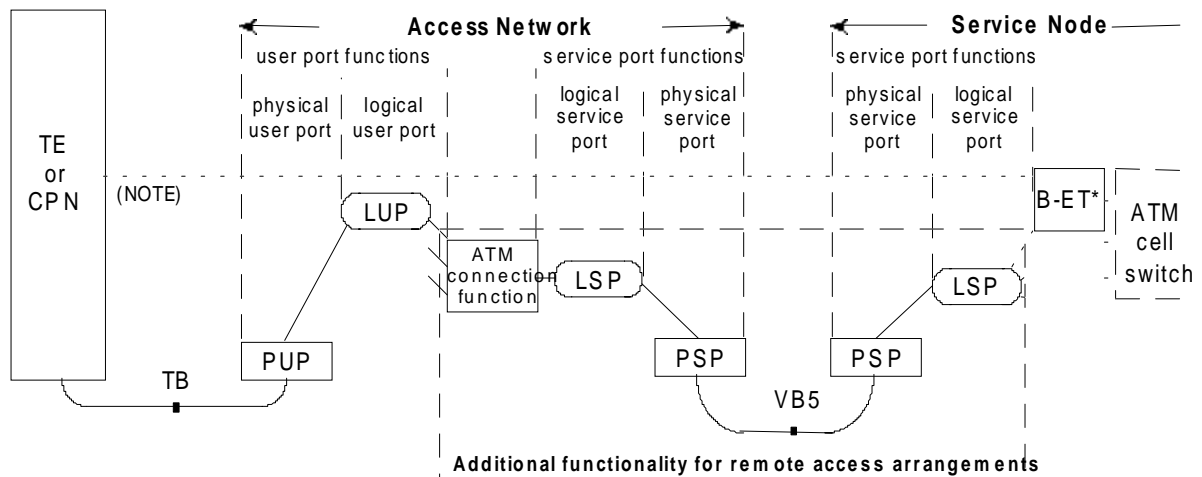 Access Network
Service Node
user port functions
service port functions
service port functions
physical
user port
logical
user port
logical
service
port
physical
service
port
physical
service
port
logical
service
port
TE
or
CPN
(NOTE)
LUP
B-ET*
ATM
cell
switch
ATM
connection
function
LSP
LSP
PUP
PSP
PSP
TB
VB5
Additional functionality for remote access arrangements